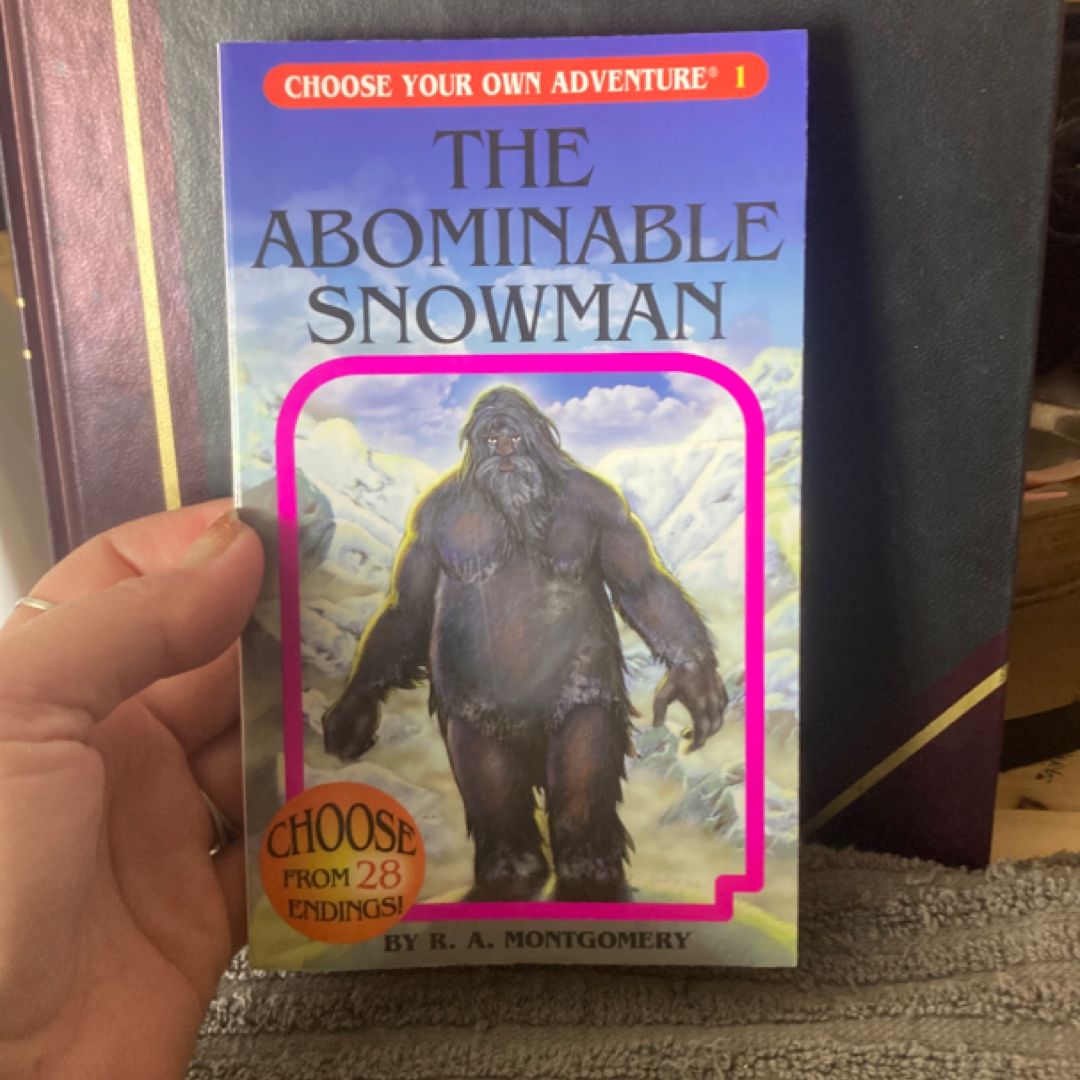 CHOOSE YOUR OWN ADVENTURE® 1
THE
ABOMINABLE
SNOWMAN
CHOOSE
FROM 28
ENDINGS!
BY R. A. MONTGOMERY